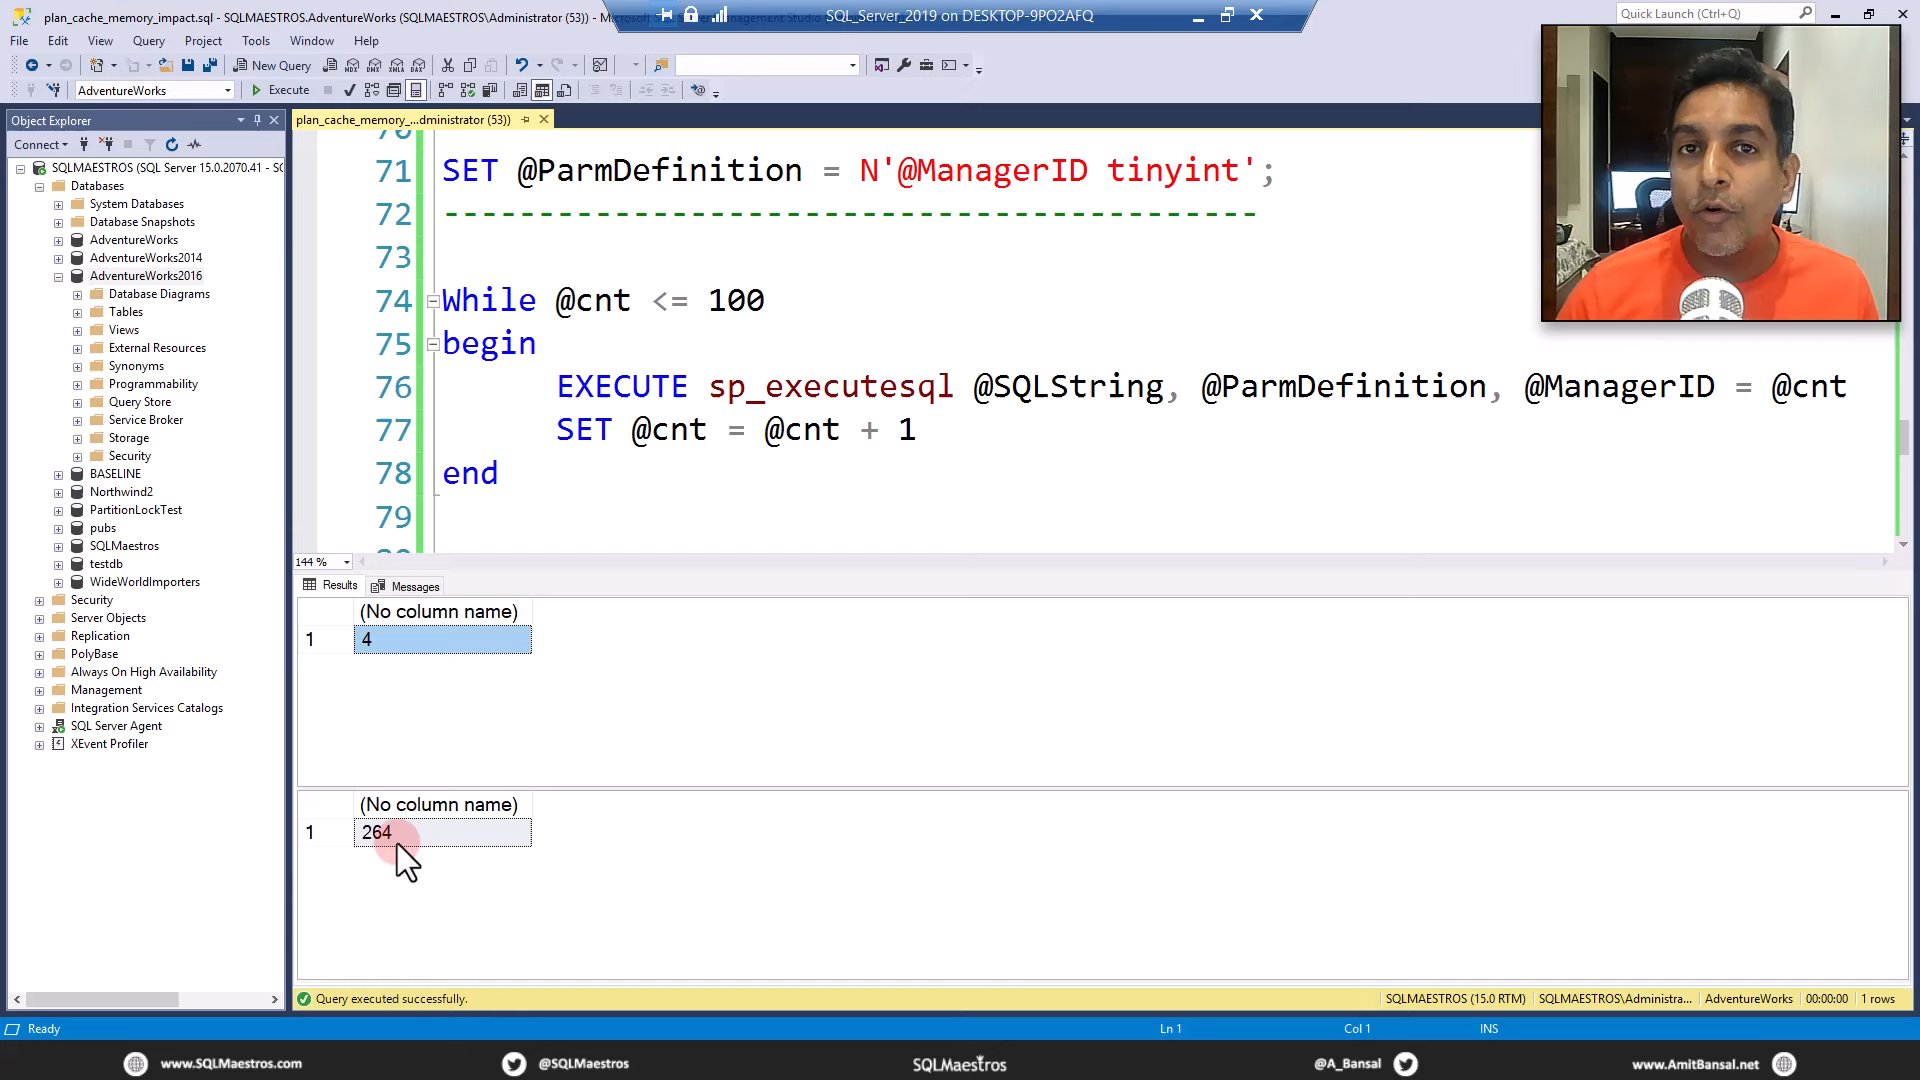 plan_cache_memory_impact.sql - SQLMAESTROS.AdventureWorks (SQLMAESTROS\Administrator (53))
SQL_Server_2019 on DESKTOP-9PO2AFQ
Quick Launch (Ctrl+Q)
File Edit View Query Project Tools Window Help
New Query
AdventureWorks
Execute
Object Explorer
Connect
SQLMAESTROS (SQL Server 15.0.2070.41 - SC
Databases
System Databases
Database Snapshots
AdventureWorks
AdventureWorks2014
AdventureWorks2016
Database Diagrams
Tables
Views
External Resources
Synonyms
Programmability
Query Store
Service Broker
Storage
Security
BASELINE
Northwind2
PartitionLockTest
pubs
SQLMaestros
testdb
WideWorldImporters
Security
Server Objects
Replication
PolyBase
Always On High Availability
Management
Integration Services Catalogs
SQL Server Agent
XEvent Profiler
plan_cache_memory_...dministrator (53))
71 SET @ParmDefinition = N'@ManagerID tinyint';
72 -------------------------------------------
73
74 While @cnt <= 100
75 begin
76 EXECUTE sp_executesql @SQLString, @ParmDefinition, @ManagerID = @cnt
77 SET @cnt = @cnt + 1
78 end
79
144 %
Results Messages
(No column name)
1 4
(No column name)
1 264
Query executed successfully.
SQLMAESTROS (15.0 RTM) SQLMAESTROS\Administra... AdventureWorks 00:00:00 1 rows
Ready
Ln 1 Col 1 INS
www.SQLMaestros.com @SQLMaestros SQLMaestros @A_Bansal www.AmitBansal.net